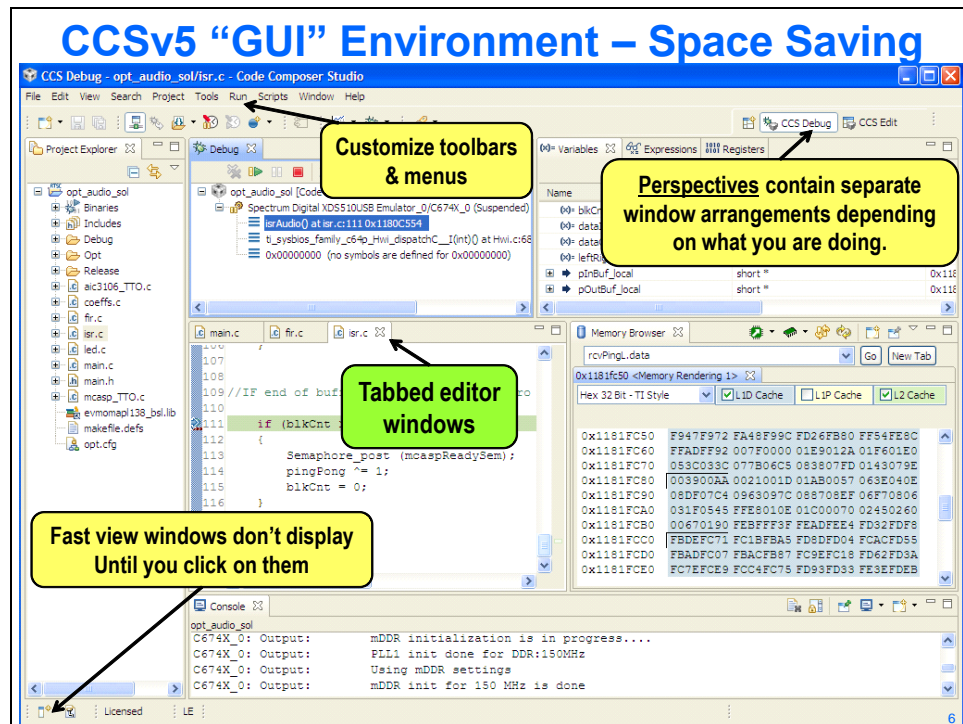 CCSv5 “GUI” Environment – Space Saving
CCS Debug - opt_audio_sol/isr.c - Code Composer Studio
File Edit View Search Project Tools Run Scripts Window Help
CCS Debug CCS Edit
Customize toolbars
& menus
Perspectives contain separate
window arrangements depending
on what you are doing.
Project Explorer
opt_audio_sol
Binaries
Includes
Debug
Opt
Release
aic3106_TTO.c
coeffs.c
fir.c
isr.c
led.c
main.c
main.h
mcasp_TTO.c
evmomapl138_bsl.lib
makefile.defs
opt.cfg
Debug
opt_audio_sol [Code
Spectrum Digital XDS510USB Emulator_0/C674X_0 (Suspended)
isrAudio() at isr.c:111 0x1180C554
ti_sysbios_family_c64p_Hwi_dispatchC__I(int)() at Hwi.c:68
0x00000000 (no symbols are defined for 0x00000000)
(x)= Variables Expressions Registers
Name
(x)= blkCn
(x)= data
(x)= data
(x)= leftRi
pInBuf_local short * 0x118
pOutBuf_local short * 0x118
main.c fir.c isr.c
106 }
107
108
109 //IF end of buf
110
111 if (blkCnt
112 {
113 Semaphore_post (mcaspReadySem);
114 pingPong ^= 1;
115 blkCnt = 0;
116 }
Tabbed editor
windows
Memory Browser
rcvPingL.data Go New Tab
0x1181fc50 <Memory Rendering 1>
Hex 32 Bit - TI Style L1D Cache L1P Cache L2 Cache
0x1181FC50 F947F972 FA48F99C FD26FB80 FF54FE8C
0x1181FC60 FFADFF92 007F0000 01E9012A 01F601E0
0x1181FC70 053C033C 077B06C5 083807FD 0143079E
0x1181FC80 003900AA 0021001D 01AB0057 063E040E
0x1181FC90 08DF07C4 0963097C 088708EF 06F70806
0x1181FCA0 031F0545 FFE8010E 01C00070 02450260
0x1181FCB0 00670190 FEBFFF3F FEADFEE4 FD32FDF8
0x1181FCC0 FBDEFC71 FC1BFBA5 FD8DFD04 FCACFD55
0x1181FCD0 FBADFC07 FBACFB87 FC9EFC18 FD62FD3A
0x1181FCE0 FC7EFCE9 FCC4FC75 FD93FD33 FE3EFDEB
Fast view windows don’t display
Until you click on them
Console
opt_audio_sol
C674X_0: Output: mDDR initialization is in progress....
C674X_0: Output: PLL1 init done for DDR:150MHz
C674X_0: Output: Using mDDR settings
C674X_0: Output: mDDR init for 150 MHz is done
Licensed LE
6